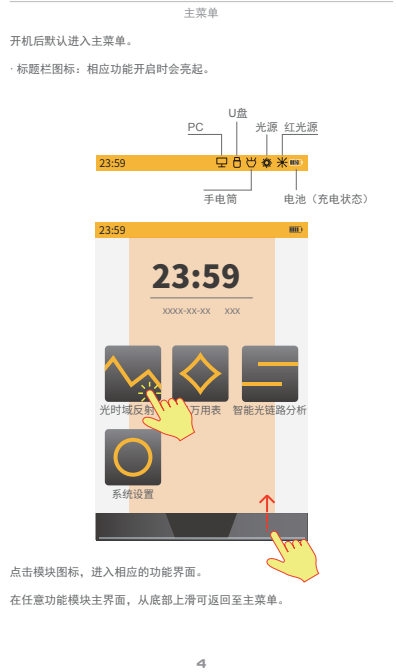 主菜单
开机后默认进入主菜单。
· 标题栏图标：相应功能开启时会亮起。
U盘
PC
光源 红光源
23:59
手电筒
电池（充电状态）
23:59
23:59
xxxx-xx-xx xxx
光时域反射 万用表 智能光链路分析
系统设置
点击模块图标，进入相应的功能界面。
在任意功能模块主界面，从底部上滑可返回至主菜单。
4